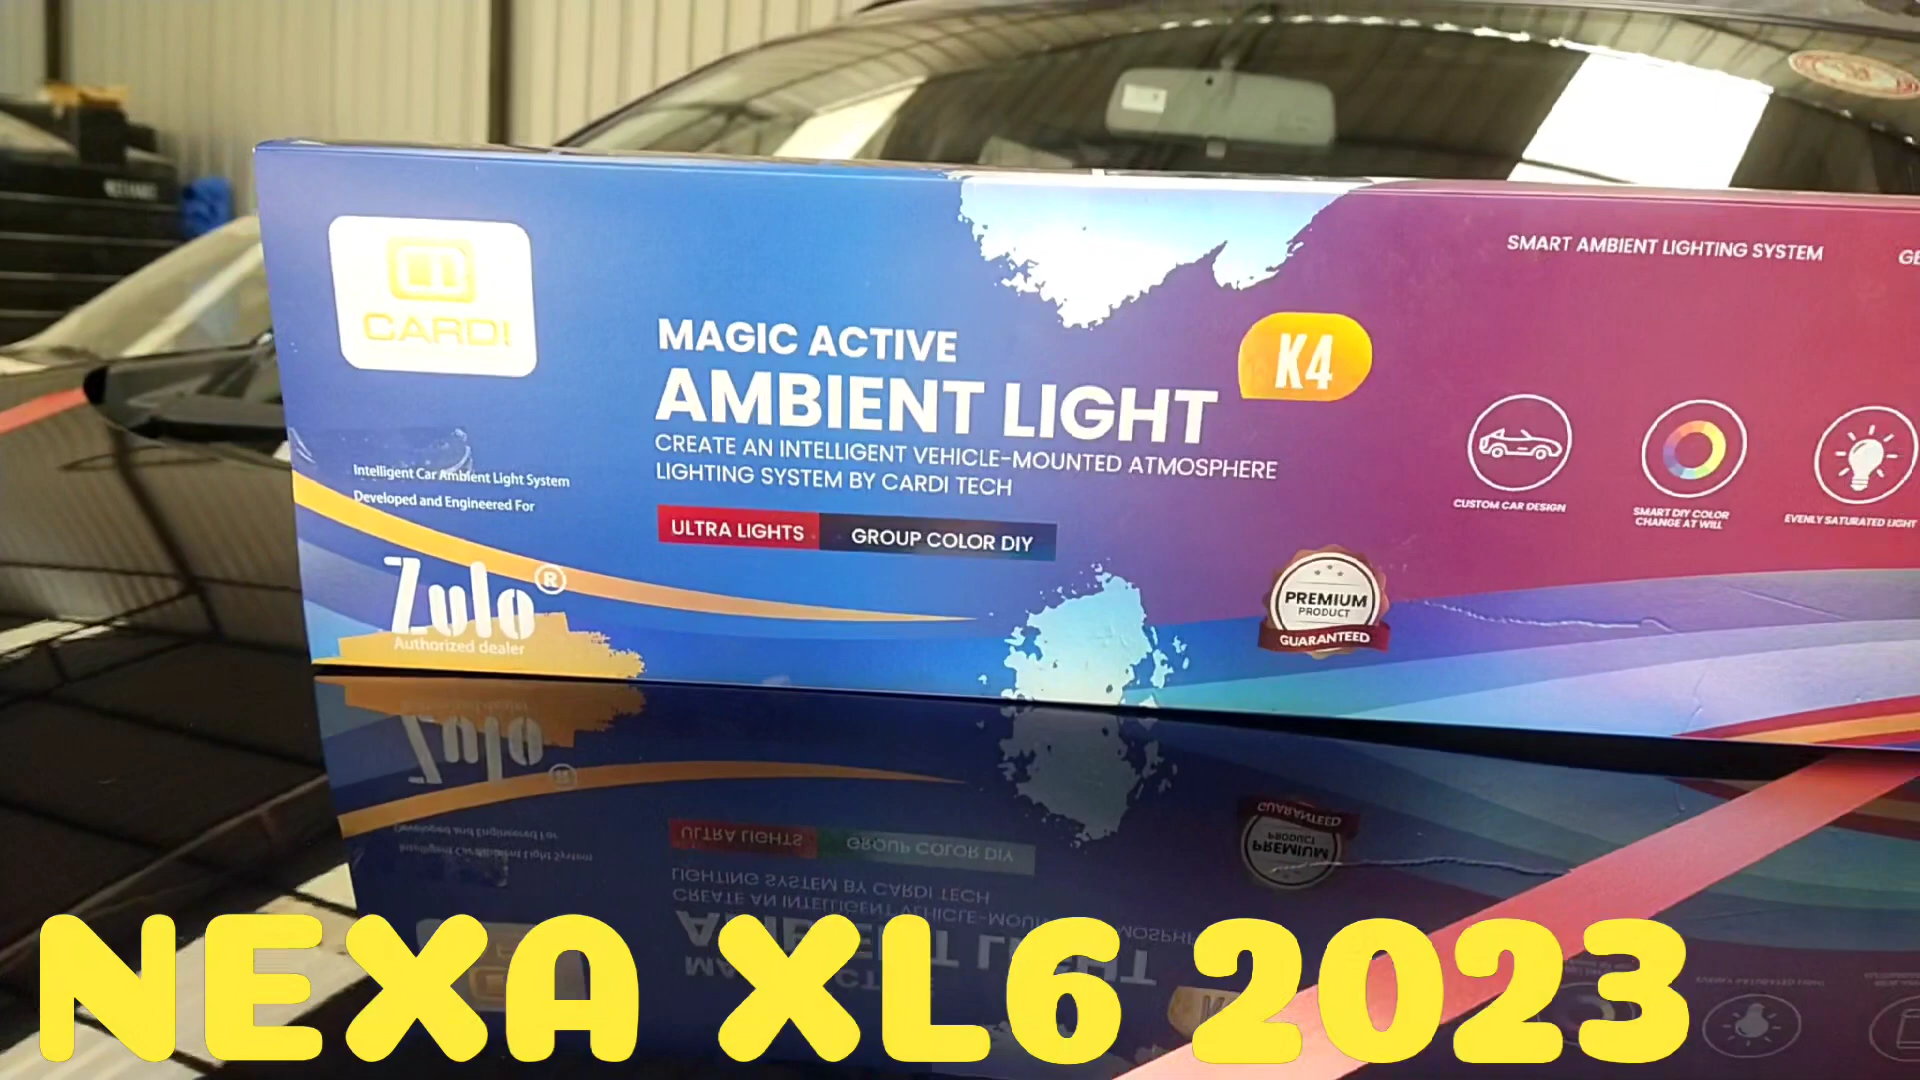 CARDI
Intelligent Car Ambient Light System
Developed and Engineered For
Zulo®
Authorized dealer
MAGIC ACTIVE
AMBIENT LIGHT
K4
CREATE AN INTELLIGENT VEHICLE-MOUNTED ATMOSPHERE
LIGHTING SYSTEM BY CARDI TECH
ULTRA LIGHTS
GROUP COLOR DIY
PREMIUM
PRODUCT
GUARANTEED
SMART AMBIENT LIGHTING SYSTEM
CUSTOM CAR DESIGN
SMART DIY COLOR
CHANGE AT WILL
EVENLY SATURATED LIGHT
NEXA XL6 2023